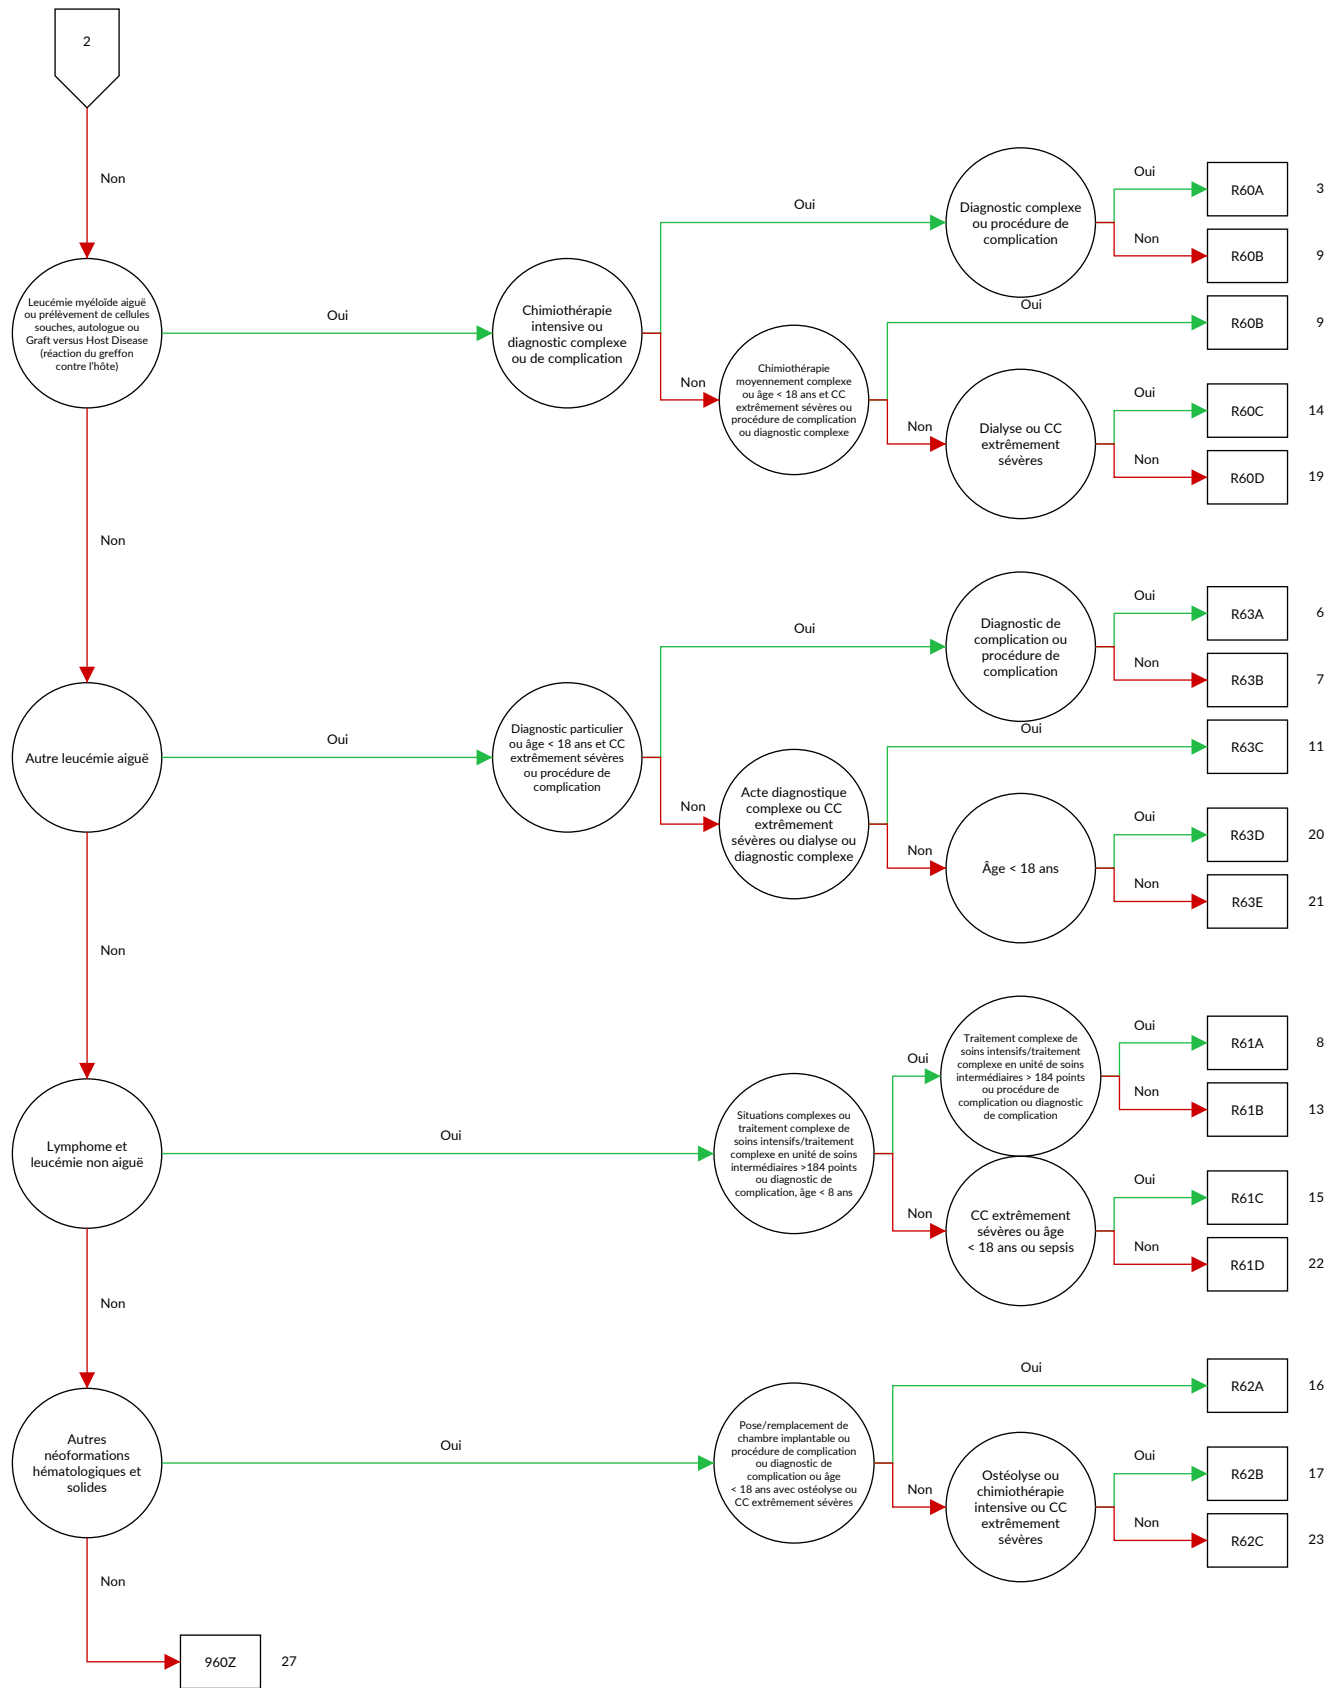 2
Non
Leucémie myéloïde aiguë
ou prélèvement de cellules
souches, autologue ou
Graft versus Host Disease
(réaction du greffon
contre l'hôte)
Oui
Chimiothérapie
intensive ou
diagnostic complexe
ou de complication
Oui
Diagnostic complexe
ou procédure de
complication
Oui
R60A
3
Non
R60B
9
Non
Chimiothérapie
moyennement complexe
ou âge < 18 ans et CC
extrêmement sévères ou
procédure de complication
ou diagnostic complexe
Oui
R60B
9
Non
Dialyse ou CC
extrêmement
sévères
Oui
R60C
14
Non
R60D
19
Non
Autre leucémie aiguë
Oui
Diagnostic particulier
ou âge < 18 ans et CC
extrêmement sévères
ou procédure de
complication
Oui
Diagnostic de
complication ou
procédure de
complication
Oui
R63A
6
Non
R63B
7
Non
Acte diagnostique
complexe ou CC
extrêmement
sévères ou dialyse ou
diagnostic complexe
Oui
R63C
11
Non
Âge < 18 ans
Oui
R63D
20
Non
R63E
21
Non
Lymphome et
leucémie non aiguë
Oui
Situations complexes ou
traitement complexe de
soins intensifs/traitement
complexe en unité de soins
intermédiaires >184 points
ou diagnostic de
complication, âge < 8 ans
Oui
Traitement complexe de
soins intensifs/traitement
complexe en unité de soins
intermédiaires > 184 points
ou procédure de
complication ou diagnostic
de complication
Oui
R61A
8
Non
R61B
13
Non
CC extrêmement
sévères ou âge
< 18 ans ou sepsis
Oui
R61C
15
Non
R61D
22
Non
Autres
néoformations
hématologiques et
solides
Oui
Pose/remplacement de
chambre implantable ou
procédure de complication
ou diagnostic de
complication ou âge
< 18 ans avec ostéolyse ou
CC extrêmement sévères
Oui
R62A
16
Non
Ostéolyse ou
chimiothérapie
intensive ou CC
extrêmement
sévères
Oui
R62B
17
Non
R62C
23
Non
960Z
27